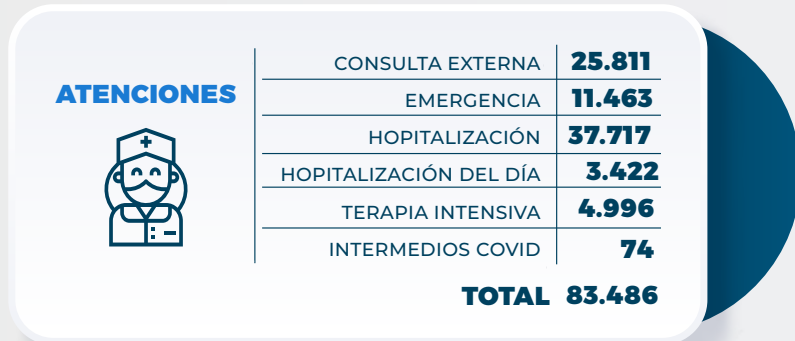 ATENCIONES
CONSULTA EXTERNA 25.811
EMERGENCIA 11.463
HOPITALIZACIÓN 37.717
HOPITALIZACIÓN DEL DÍA 3.422
TERAPIA INTENSIVA 4.996
INTERMEDIOS COVID 74
TOTAL 83.486